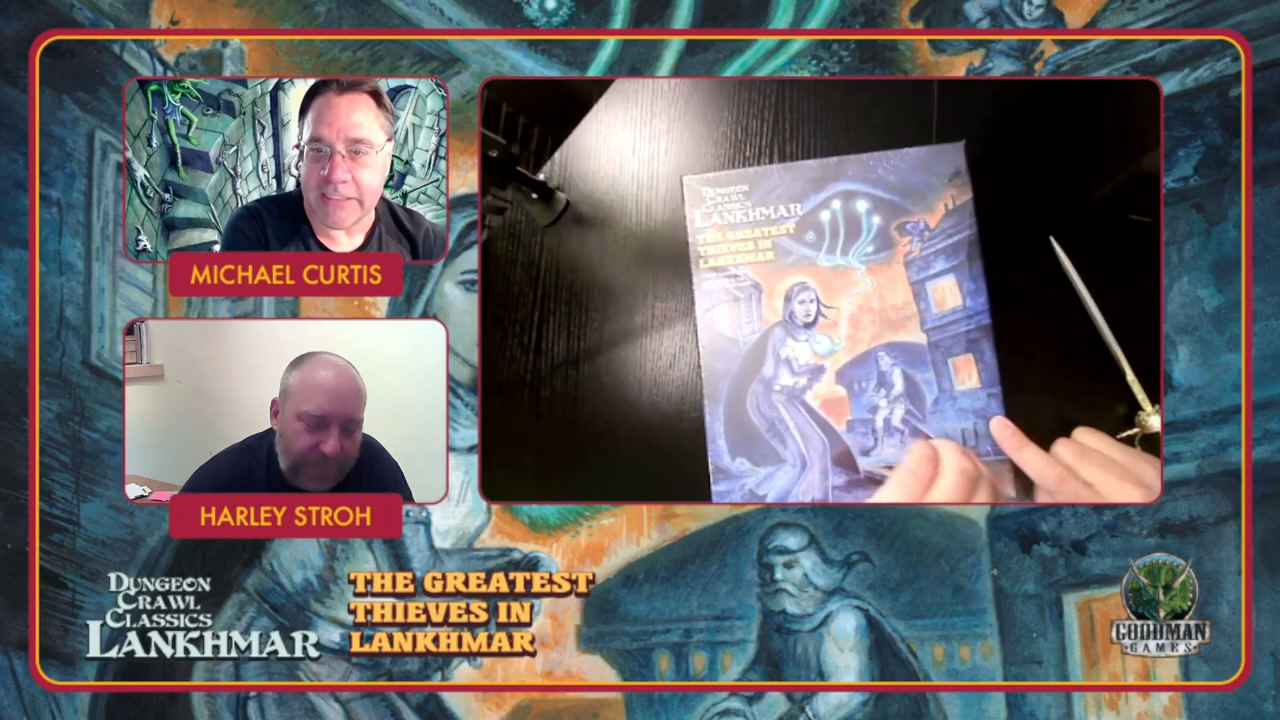 MICHAEL CURTIS
HARLEY STROH
DUNGEON
CRAWL
CLASSICS
LANKHMAR
THE GREATEST
THIEVES IN
LANKHMAR
DUNGEON
CRAWL
CLASSICS
LANKHMAR
THE GREATEST
THIEVES IN
LANKHMAR
GOODMAN
GAMES